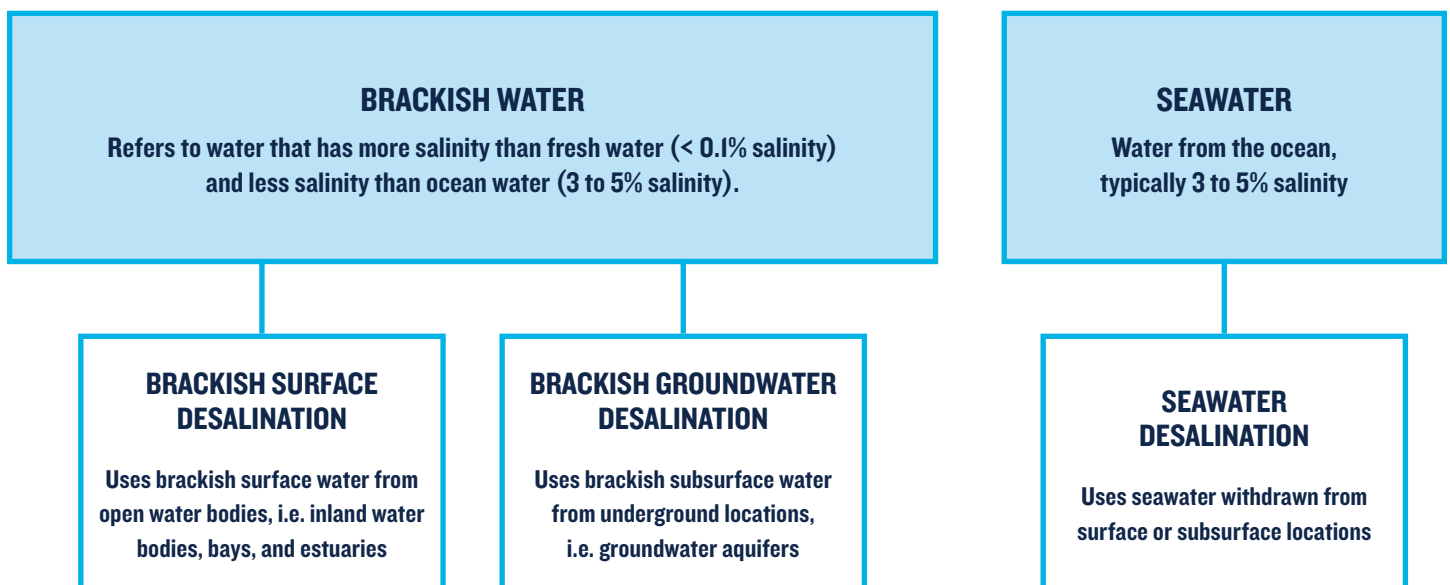 BRACKISH WATER
Refers to water that has more salinity than fresh water (< 0.1% salinity)
and less salinity than ocean water (3 to 5% salinity).
SEAWATER
Water from the ocean,
typically 3 to 5% salinity
BRACKISH SURFACE
DESALINATION
Uses brackish surface water from
open water bodies, i.e. inland water
bodies, bays, and estuaries
BRACKISH GROUNDWATER
DESALINATION
Uses brackish subsurface water
from underground locations,
i.e. groundwater aquifers
SEAWATER
DESALINATION
Uses seawater withdrawn from
surface or subsurface locations